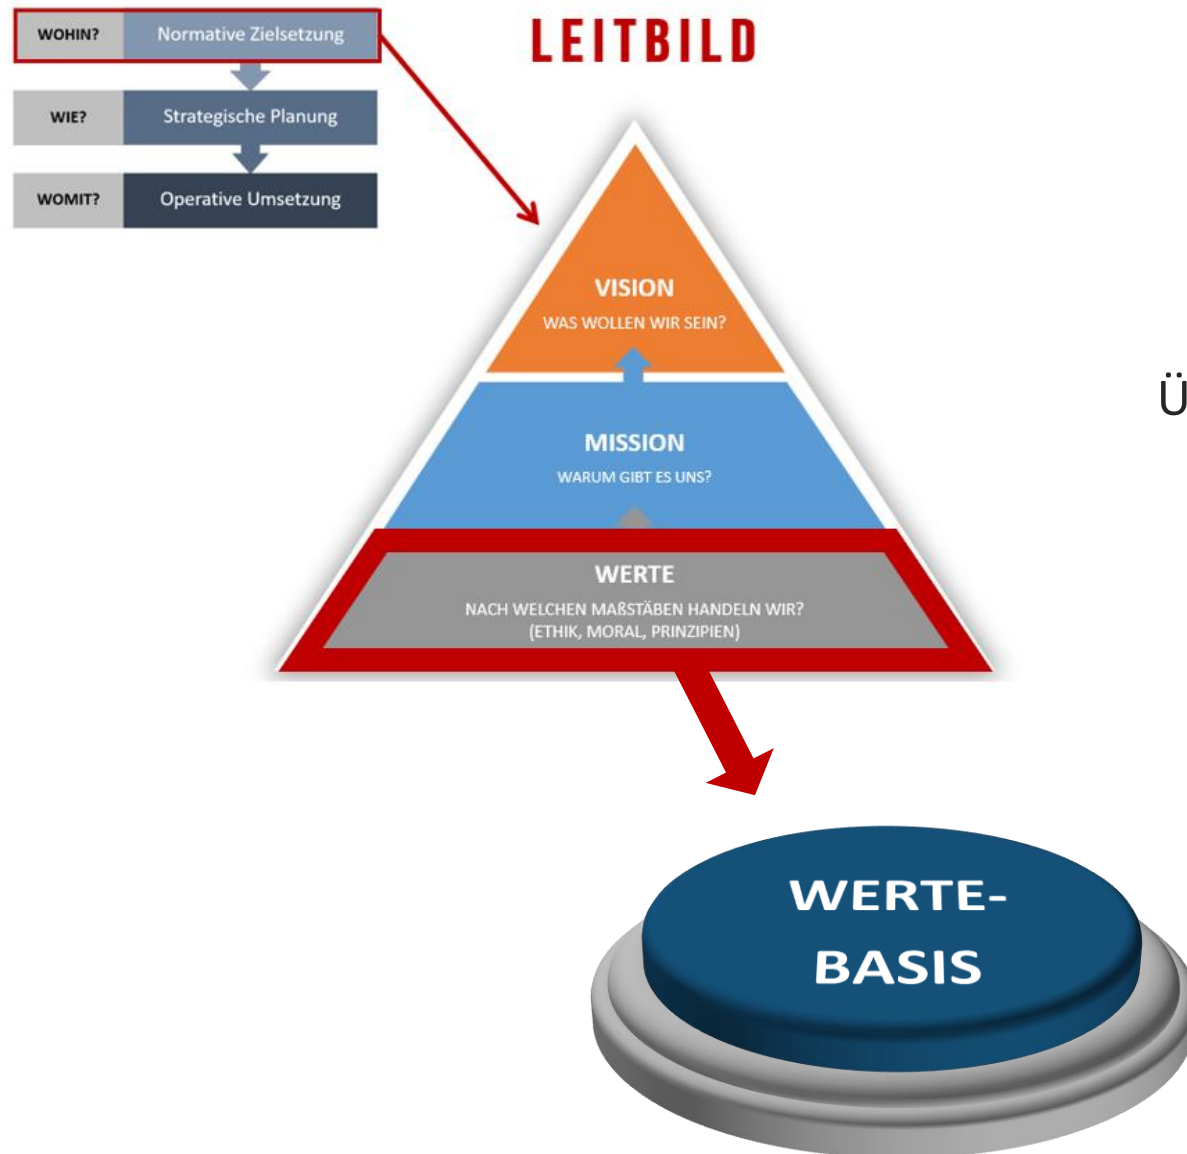 WOHIN? Normative Zielsetzung
WIE? Strategische Planung
WOMIT? Operative Umsetzung
LEITBILD
VISION
WAS WOLLEN WIR SEIN?
MISSION
WARUM GIBT ES UNS?
WERTE
NACH WELCHEN MAßSTÄBEN HANDELN WIR?
(ETHIK, MORAL, PRINZIPIEN)
Ü
WERTE-
BASIS